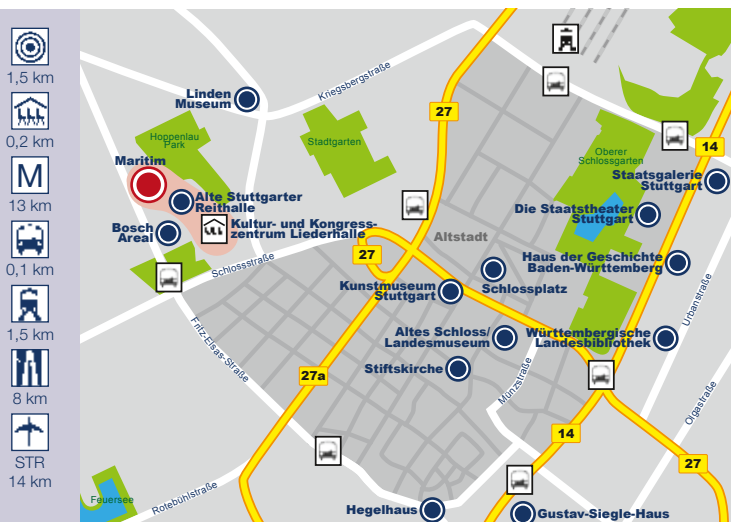 1,5 km
0,2 km
M
13 km
0,1 km
1,5 km
8 km
STR
14 km
Linden
Museum
Kriegsbergstraße
Hoppenlau
Park
Stadtgarten
Maritim
Alte Stuttgarter
Reithalle
Bosch
Areal
Kultur- und Kongress-
zentrum Liederhalle
Schlossstraße
27
14
Oberer
Schlossgarten
Staatsgalerie
Stuttgart
Die Staatstheater
Stuttgart
Altstadt
27
Haus der Geschichte
Baden-Württemberg
Schlossplatz
Kunstmuseum
Stuttgart
Urbanstraße
Altes Schloss/
Landesmuseum
Württembergische
Landesbibliothek
Fritz-Elsas-Straße
Stiftskirche
27a
Münzstraße
Olgastraße
14
27
Feuersee
Rotebühlstraße
Hegelhaus
Gustav-Siegle-Haus